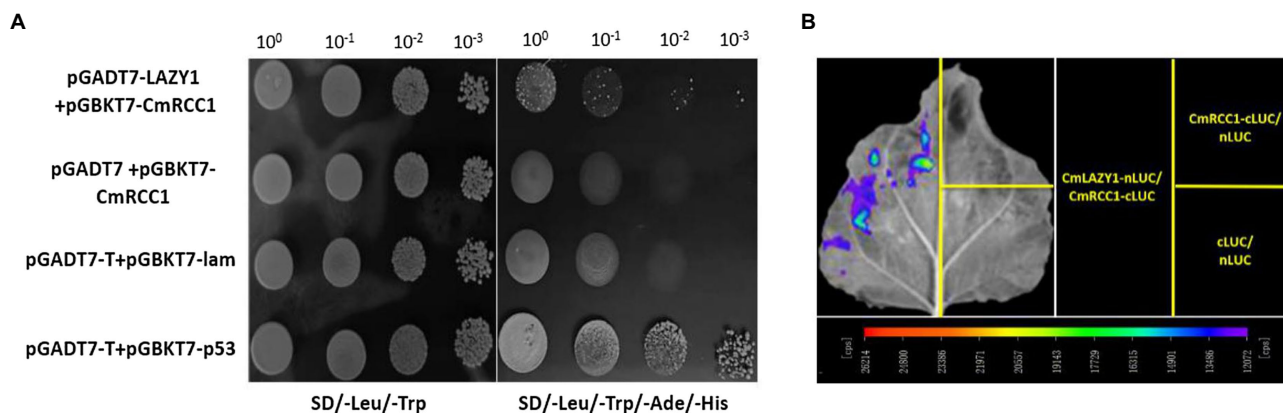 A
10⁰ 10⁻¹ 10⁻² 10⁻³ 10⁰ 10⁻¹ 10⁻² 10⁻³
pGADT7-LAZY1
+pGBKT7-CmRCC1
pGADT7 +pGBKT7-
CmRCC1
pGADT7-T+pGBKT7-lam
pGADT7-T+pGBKT7-p53
SD/-Leu/-Trp
SD/-Leu/-Trp/-Ade/-His
B
CmLAZY1-nLUC/
CmRCC1-cLUC
CmRCC1-cLUC/
nLUC
cLUC/
nLUC
[cps] [cps]
26214 24800 23386 21971 20557 19143 17729 16315 14901 13486 12072